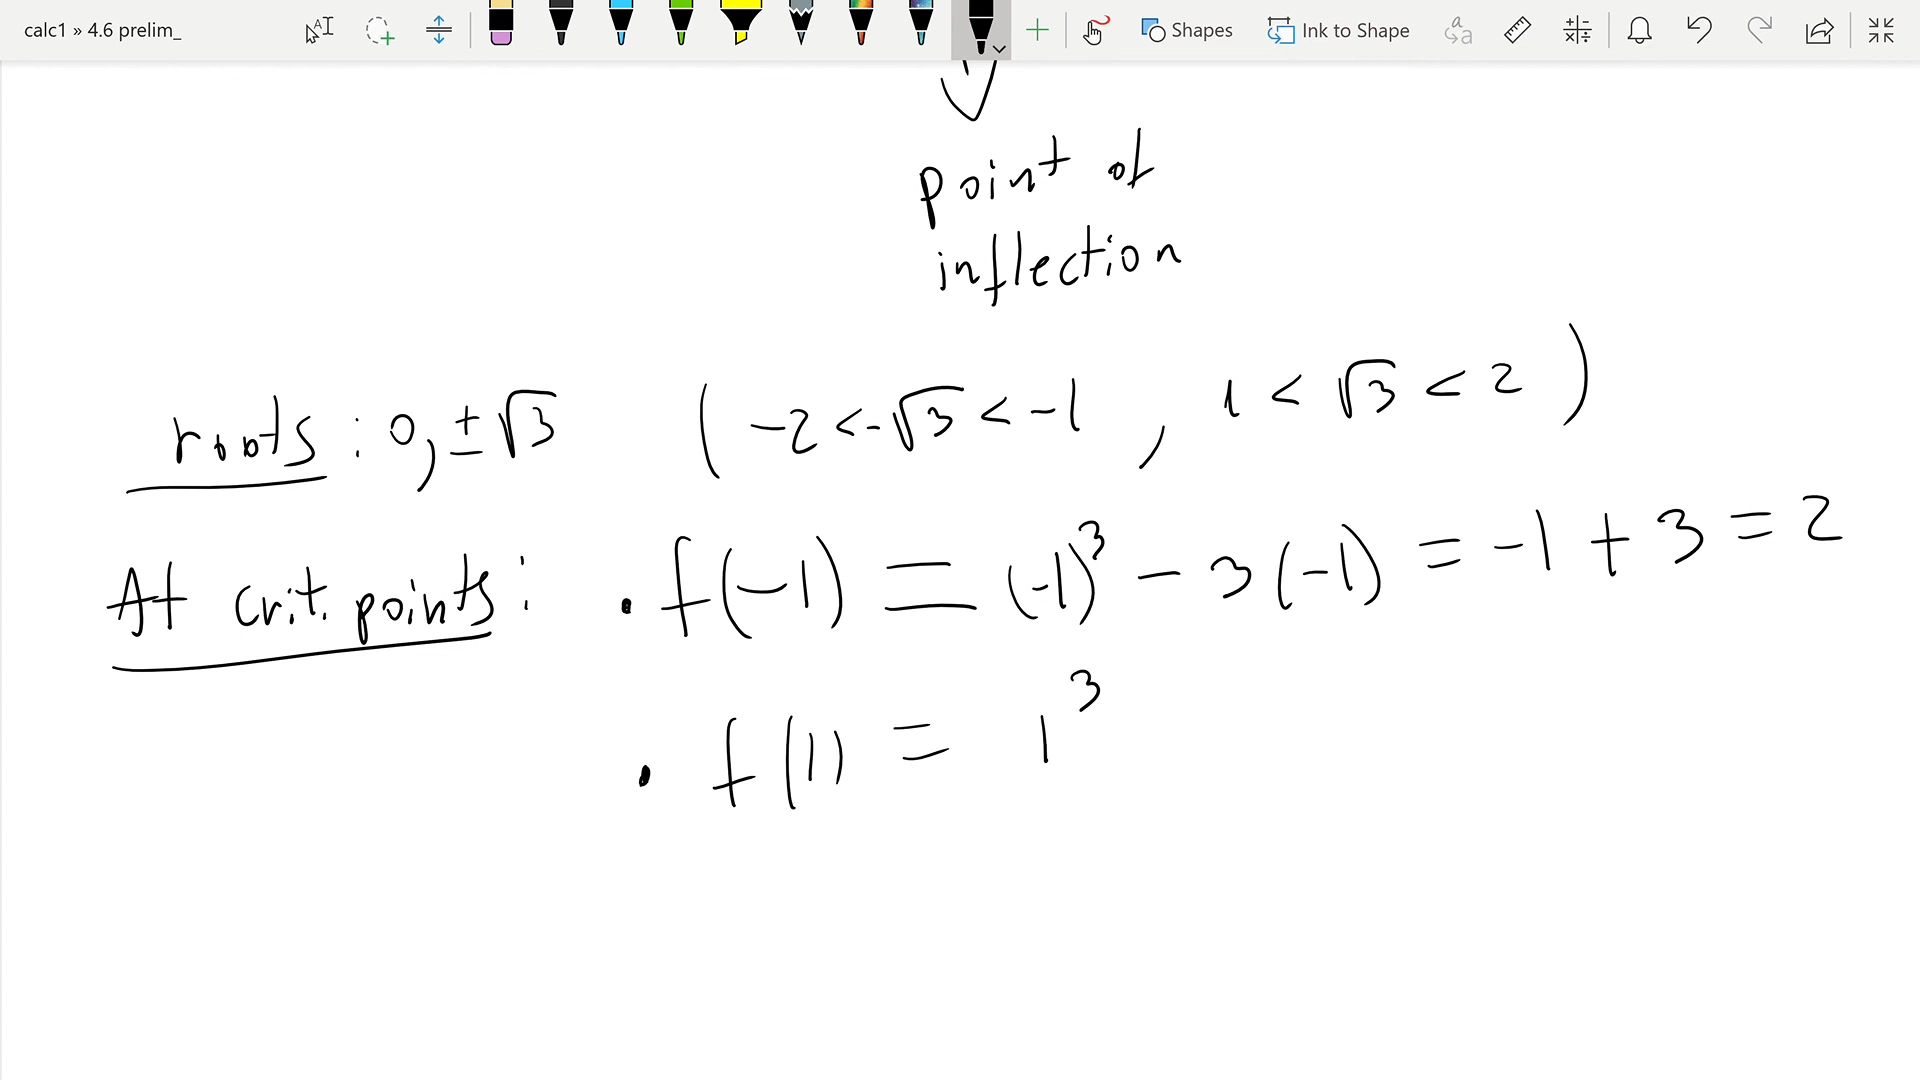 calc1 » 4.6 prelim_
Shapes
Ink to Shape
point of
inflection
roots : 0, ±√3 ( -2 < -√3 < -1 , 1 < √3 < 2 )
At crit. points : • f(-1) = (-1)³ - 3(-1) = -1 + 3 = 2
• f(1) = 1³